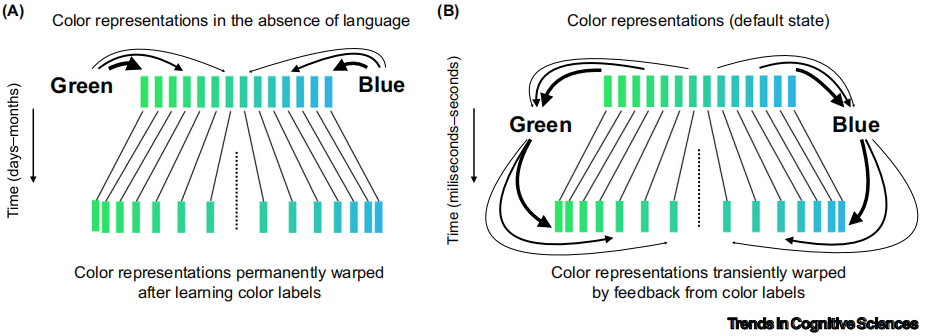 (A)
Color representations in the absence of language
Green
Blue
Time (days–months)
Color representations permanently warped
after learning color labels
(B)
Color representations (default state)
Green
Blue
Time (miliseconds–seconds)
Color representations transiently warped
by feedback from color labels
Trends in Cognitive Sciences